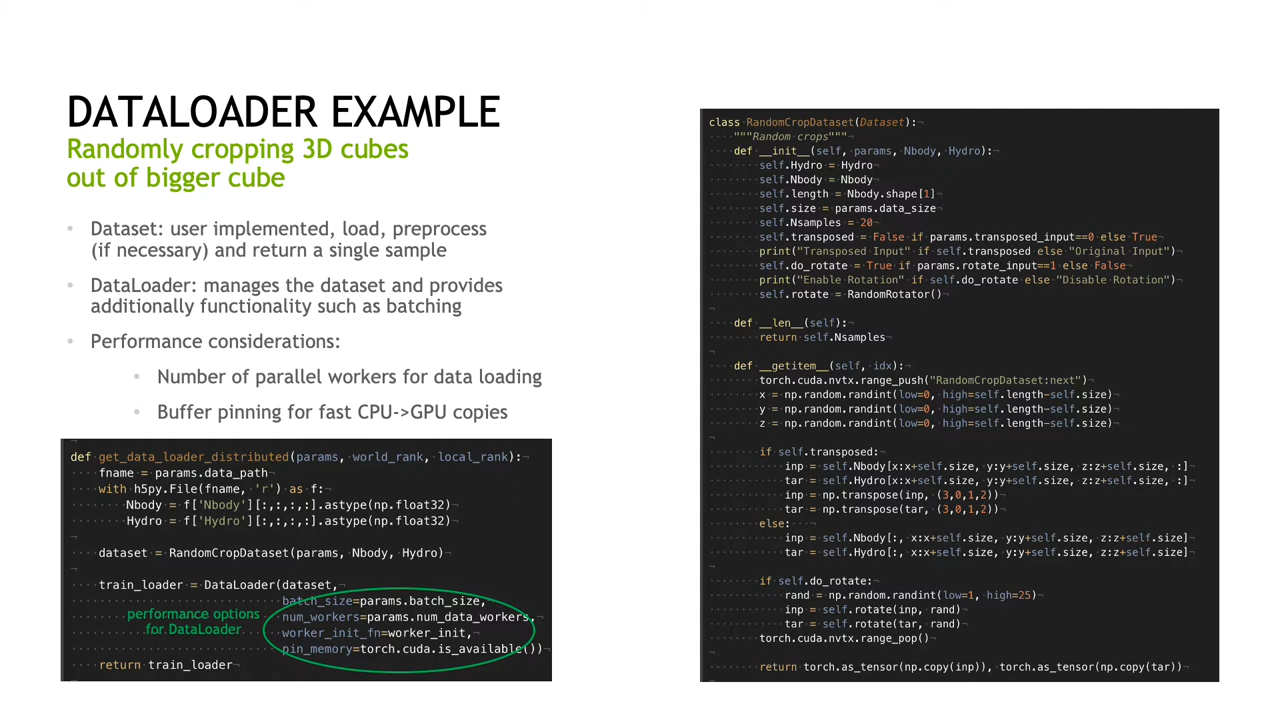 DATALOADER EXAMPLE
Randomly cropping 3D cubes
out of bigger cube
• Dataset: user implemented, load, preprocess
(if necessary) and return a single sample
• DataLoader: manages the dataset and provides
additionally functionality such as batching
• Performance considerations:
• Number of parallel workers for data loading
• Buffer pinning for fast CPU->GPU copies
def get_data_loader_distributed(params, world_rank, local_rank):¬
····fname = params.data_path¬
····with h5py.File(fname, 'r') as f:¬
········Nbody = f['Nbody'][:,:,:,:].astype(np.float32)¬
········Hydro = f['Hydro'][:,:,:,:].astype(np.float32)¬
¬
····dataset = RandomCropDataset(params, Nbody, Hydro)¬
¬
····train_loader = DataLoader(dataset,¬
batch_size=params.batch_size,¬
performance options
num_workers=params.num_data_workers,¬
for DataLoader
worker_init_fn=worker_init,¬
pin_memory=torch.cuda.is_available())¬
····return train_loader¬
class RandomCropDataset(Dataset):¬
····"""Random crops"""¬
····def __init__(self, params, Nbody, Hydro):¬
········self.Hydro = Hydro¬
········self.Nbody = Nbody¬
········self.length = Nbody.shape[1]¬
········self.size = params.data_size¬
········self.Nsamples = 20¬
········self.transposed = False if params.transposed_input==0 else True¬
········print("Transposed Input" if self.transposed else "Original Input")¬
········self.do_rotate = True if params.rotate_input==1 else False¬
········print("Enable Rotation" if self.do_rotate else "Disable Rotation")¬
········self.rotate = RandomRotator()¬
¬
····def __len__(self):¬
········return self.Nsamples¬
¬
····def __getitem__(self, idx):¬
········torch.cuda.nvtx.range_push("RandomCropDataset:next")¬
········x = np.random.randint(low=0, high=self.length-self.size)¬
········y = np.random.randint(low=0, high=self.length-self.size)¬
········z = np.random.randint(low=0, high=self.length-self.size)¬
¬
········if self.transposed:¬
············inp = self.Nbody[x:x+self.size, y:y+self.size, z:z+self.size, :]¬
············tar = self.Hydro[x:x+self.size, y:y+self.size, z:z+self.size, :]¬
············inp = np.transpose(inp, (3,0,1,2))¬
············tar = np.transpose(tar, (3,0,1,2))¬
········else:···¬
············inp = self.Nbody[:, x:x+self.size, y:y+self.size, z:z+self.size]¬
············tar = self.Hydro[:, x:x+self.size, y:y+self.size, z:z+self.size]¬
¬
········if self.do_rotate:¬
············rand = np.random.randint(low=1, high=25)¬
············inp = self.rotate(inp, rand)¬
············tar = self.rotate(tar, rand)¬
········torch.cuda.nvtx.range_pop()¬
¬
········return torch.as_tensor(np.copy(inp)), torch.as_tensor(np.copy(tar))¬